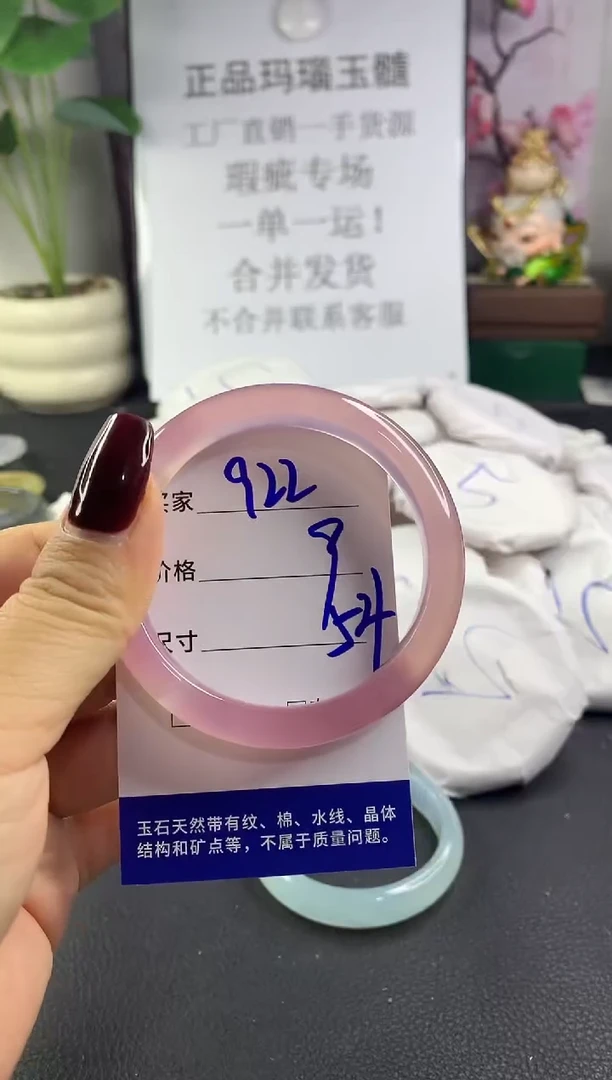 正品玛瑙玉髓
工厂直销一手货源
瑕疵专场
一单一运！
合并发货
不合并联系客服
买家 922
价格 9
尺寸 54
玉石天然带有纹、棉、水线、晶体
结构和矿点等，不属于质量问题。